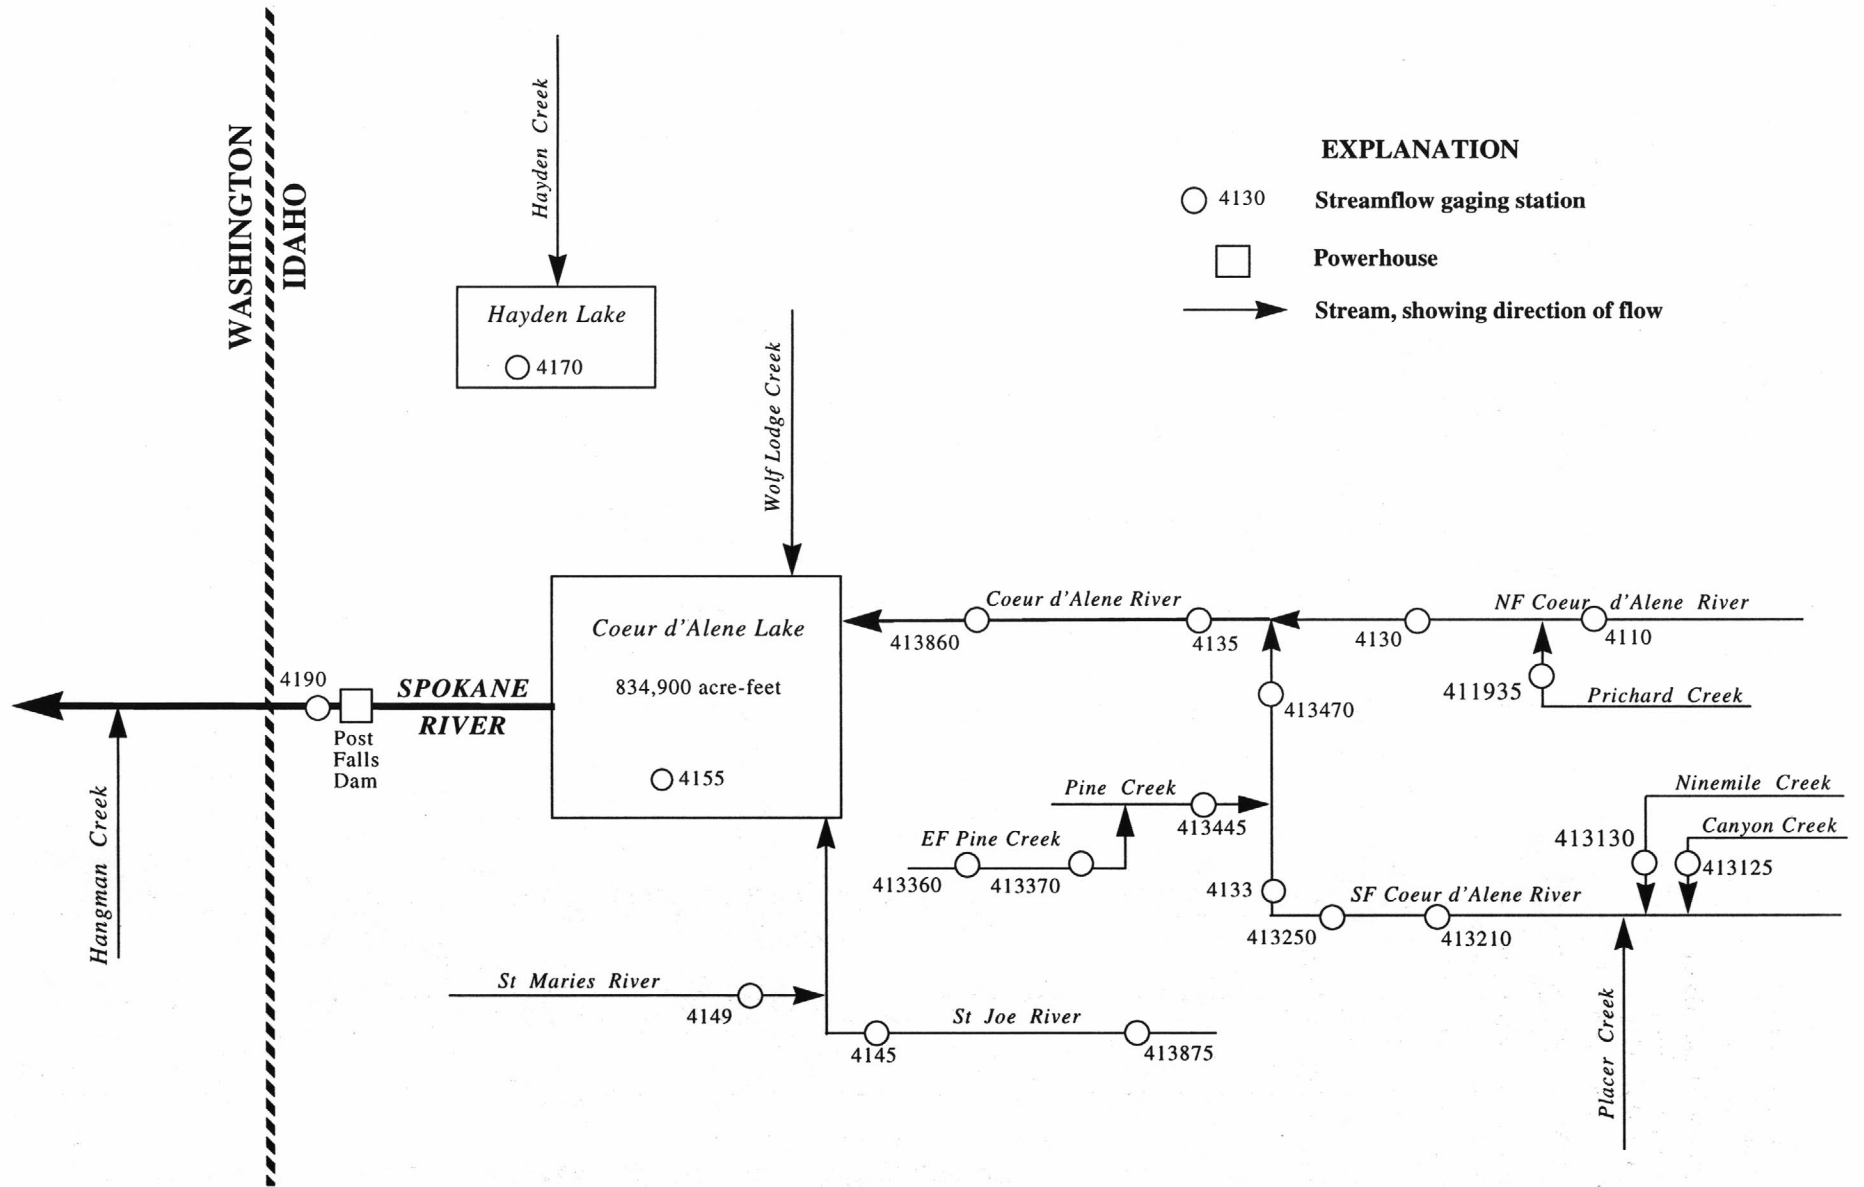 WASHINGTON
IDAHO
Hayden Creek
Hayden Lake
4170
EXPLANATION
4130 Streamflow gaging station
Powerhouse
Stream, showing direction of flow
Wolf Lodge Creek
Coeur d'Alene Lake
834,900 acre-feet
4155
Coeur d'Alene River
413860
4135
NF Coeur d'Alene River
4130
4110
411935
Prichard Creek
413470
4190
SPOKANE
RIVER
Post
Falls
Dam
Hangman Creek
Pine Creek
413445
EF Pine Creek
413360
413370
Ninemile Creek
413130
Canyon Creek
413125
4133
SF Coeur d'Alene River
413250
413210
Placer Creek
St Maries River
4149
St Joe River
4145
413875